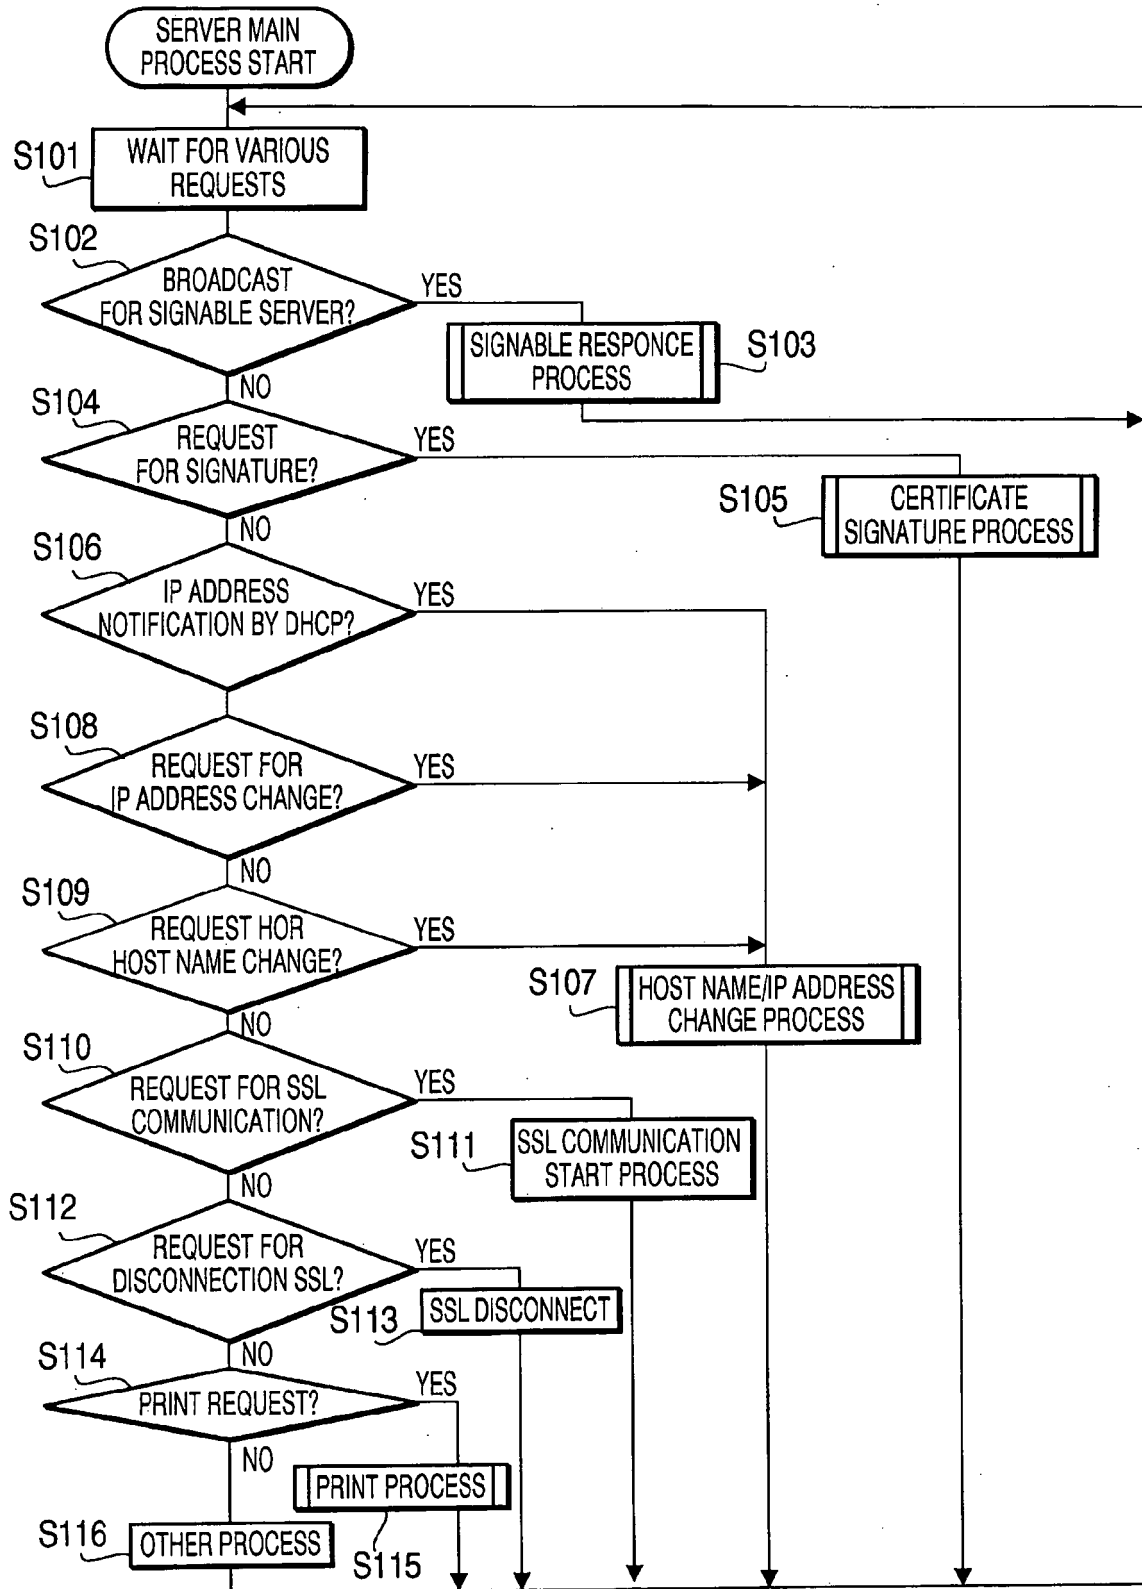 SERVER MAIN
PROCESS START
S101
WAIT FOR VARIOUS
REQUESTS
S102
BROADCAST
FOR SIGNABLE SERVER?
YES
SIGNABLE RESPONCE
PROCESS
S103
NO
S104
REQUEST
FOR SIGNATURE?
YES
S105
CERTIFICATE
SIGNATURE PROCESS
NO
S106
IP ADDRESS
NOTIFICATION BY DHCP?
YES
S108
REQUEST FOR
IP ADDRESS CHANGE?
YES
NO
S109
REQUEST HOR
HOST NAME CHANGE?
YES
S107
HOST NAME/IP ADDRESS
CHANGE PROCESS
NO
S110
REQUEST FOR SSL
COMMUNICATION?
YES
S111
SSL COMMUNICATION
START PROCESS
NO
S112
REQUEST FOR
DISCONNECTION SSL?
YES
S113
SSL DISCONNECT
NO
S114
PRINT REQUEST?
YES
NO
PRINT PROCESS
S115
S116
OTHER PROCESS